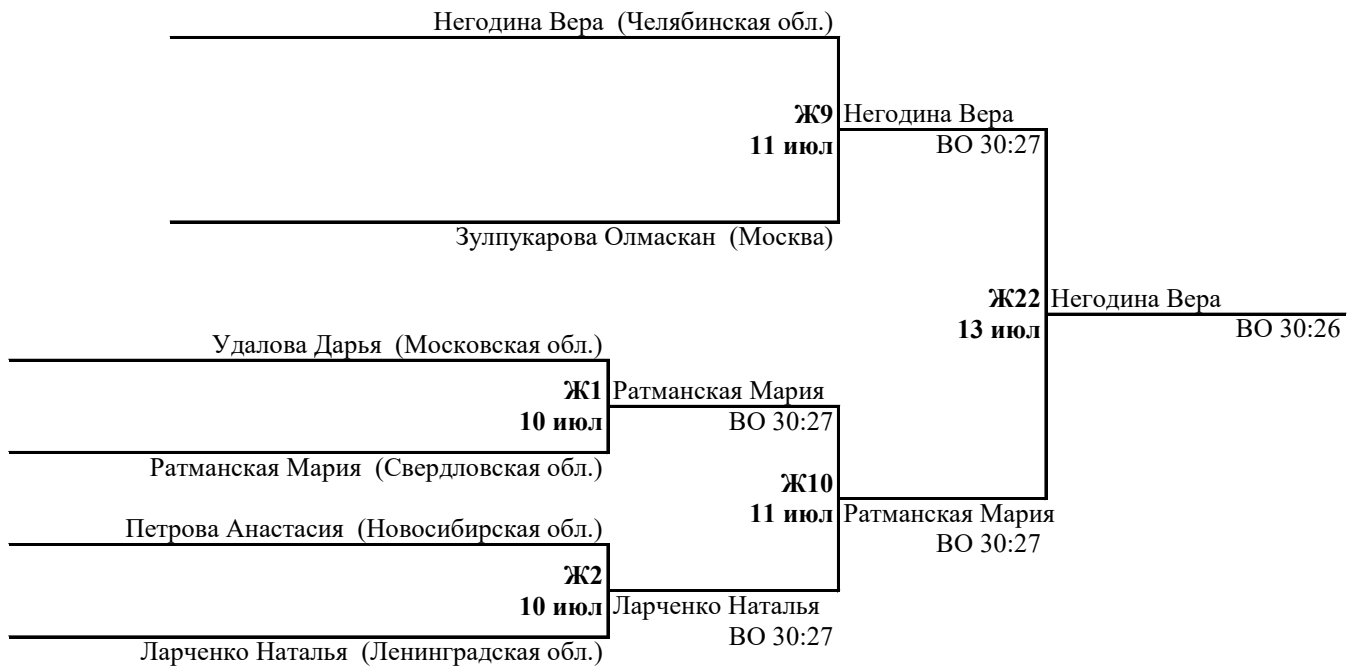 Негодина Вера (Челябинская обл.)
Ж9
11 июл
Негодина Вера
ВО 30:27
Зулпукарова Олмаскан (Москва)
Ж22
13 июл
Негодина Вера
ВО 30:26
Удалова Дарья (Московская обл.)
Ж1
10 июл
Ратманская Мария
ВО 30:27
Ратманская Мария (Свердловская обл.)
Ж10
11 июл
Ратманская Мария
ВО 30:27
Петрова Анастасия (Новосибирская обл.)
Ж2
10 июл
Ларченко Наталья
ВО 30:27
Ларченко Наталья (Ленинградская обл.)